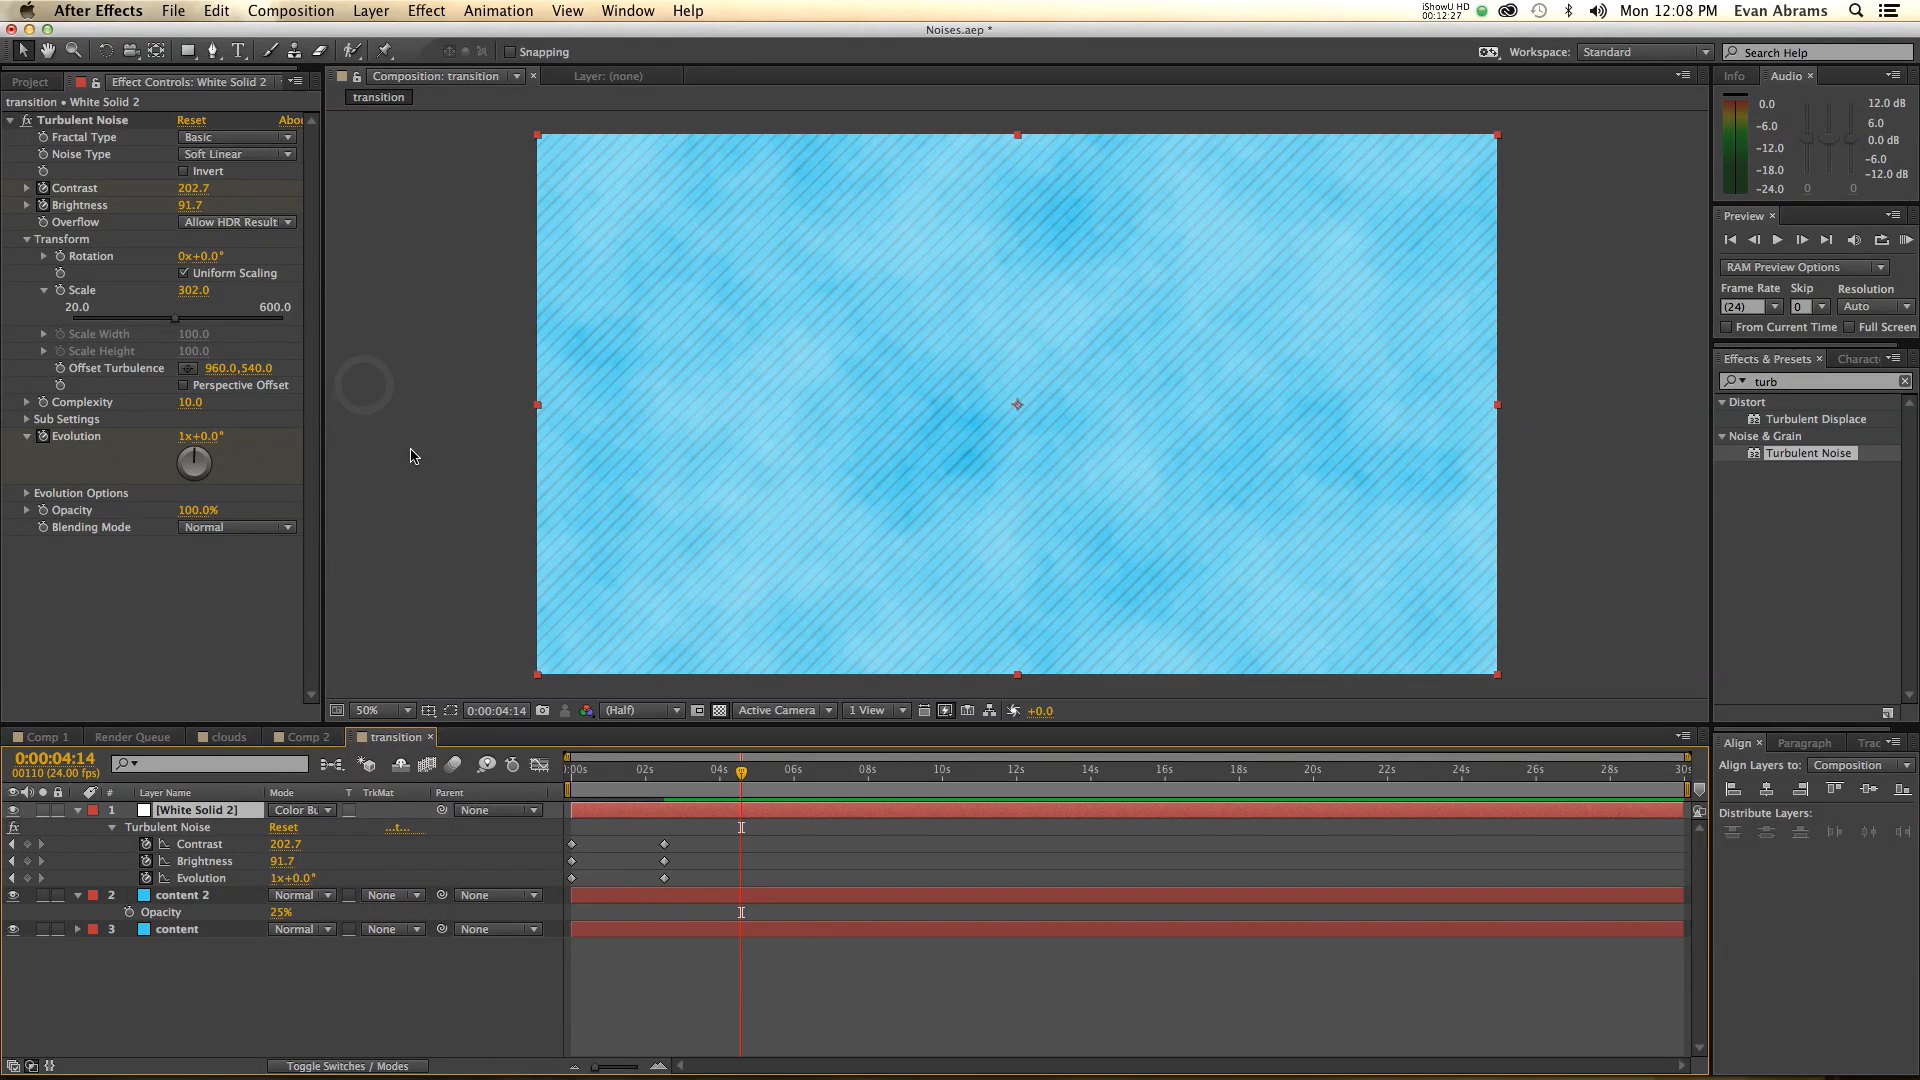 After Effects File Edit Composition Layer Effect Animation View Window Help
iShowU HD
00:12:27
Mon 12:08 PM Evan Abrams
Noises.aep *
Snapping
Workspace: Standard
Search Help
Project Effect Controls: White Solid 2
transition • White Solid 2
Turbulent Noise Reset Abou
Fractal Type Basic
Noise Type Soft Linear
Invert
Contrast 202.7
Brightness 91.7
Overflow Allow HDR Result
Transform
Rotation 0x+0.0°
Uniform Scaling
Scale 302.0
20.0 600.0
Scale Width 100.0
Scale Height 100.0
Offset Turbulence 960.0,540.0
Perspective Offset
Complexity 10.0
Sub Settings
Evolution 1x+0.0°
Evolution Options
Opacity 100.0%
Blending Mode Normal
Composition: transition
Layer: (none)
transition
50% 0:00:04:14 (Half) Active Camera 1 View +0.0
Info Audio
0.0
-6.0
-12.0
-18.0
-24.0
0 0
12.0 dB
6.0
0.0 dB
-6.0
-12.0 dB
Preview
RAM Preview Options
Frame Rate Skip Resolution
(24) 0 Auto
From Current Time Full Screen
Effects & Presets Charact
turb
Distort
Turbulent Displace
Noise & Grain
Turbulent Noise
Comp 1 Render Queue clouds Comp 2 transition
0:00:04:14
00110 (24.00 fps)
:00s 02s 04s 06s 08s 10s 12s 14s 16s 18s 20s 22s 24s 26s 28s 30s
# Layer Name Mode T TrkMat Parent
1 [White Solid 2] Color Bu None
fx Turbulent Noise Reset ...t...
Contrast 202.7
Brightness 91.7
Evolution 1x+0.0°
2 content 2 Normal None None
Opacity 25%
3 content Normal None None
Toggle Switches / Modes
Align Paragraph Trac
Align Layers to: Composition
Distribute Layers: